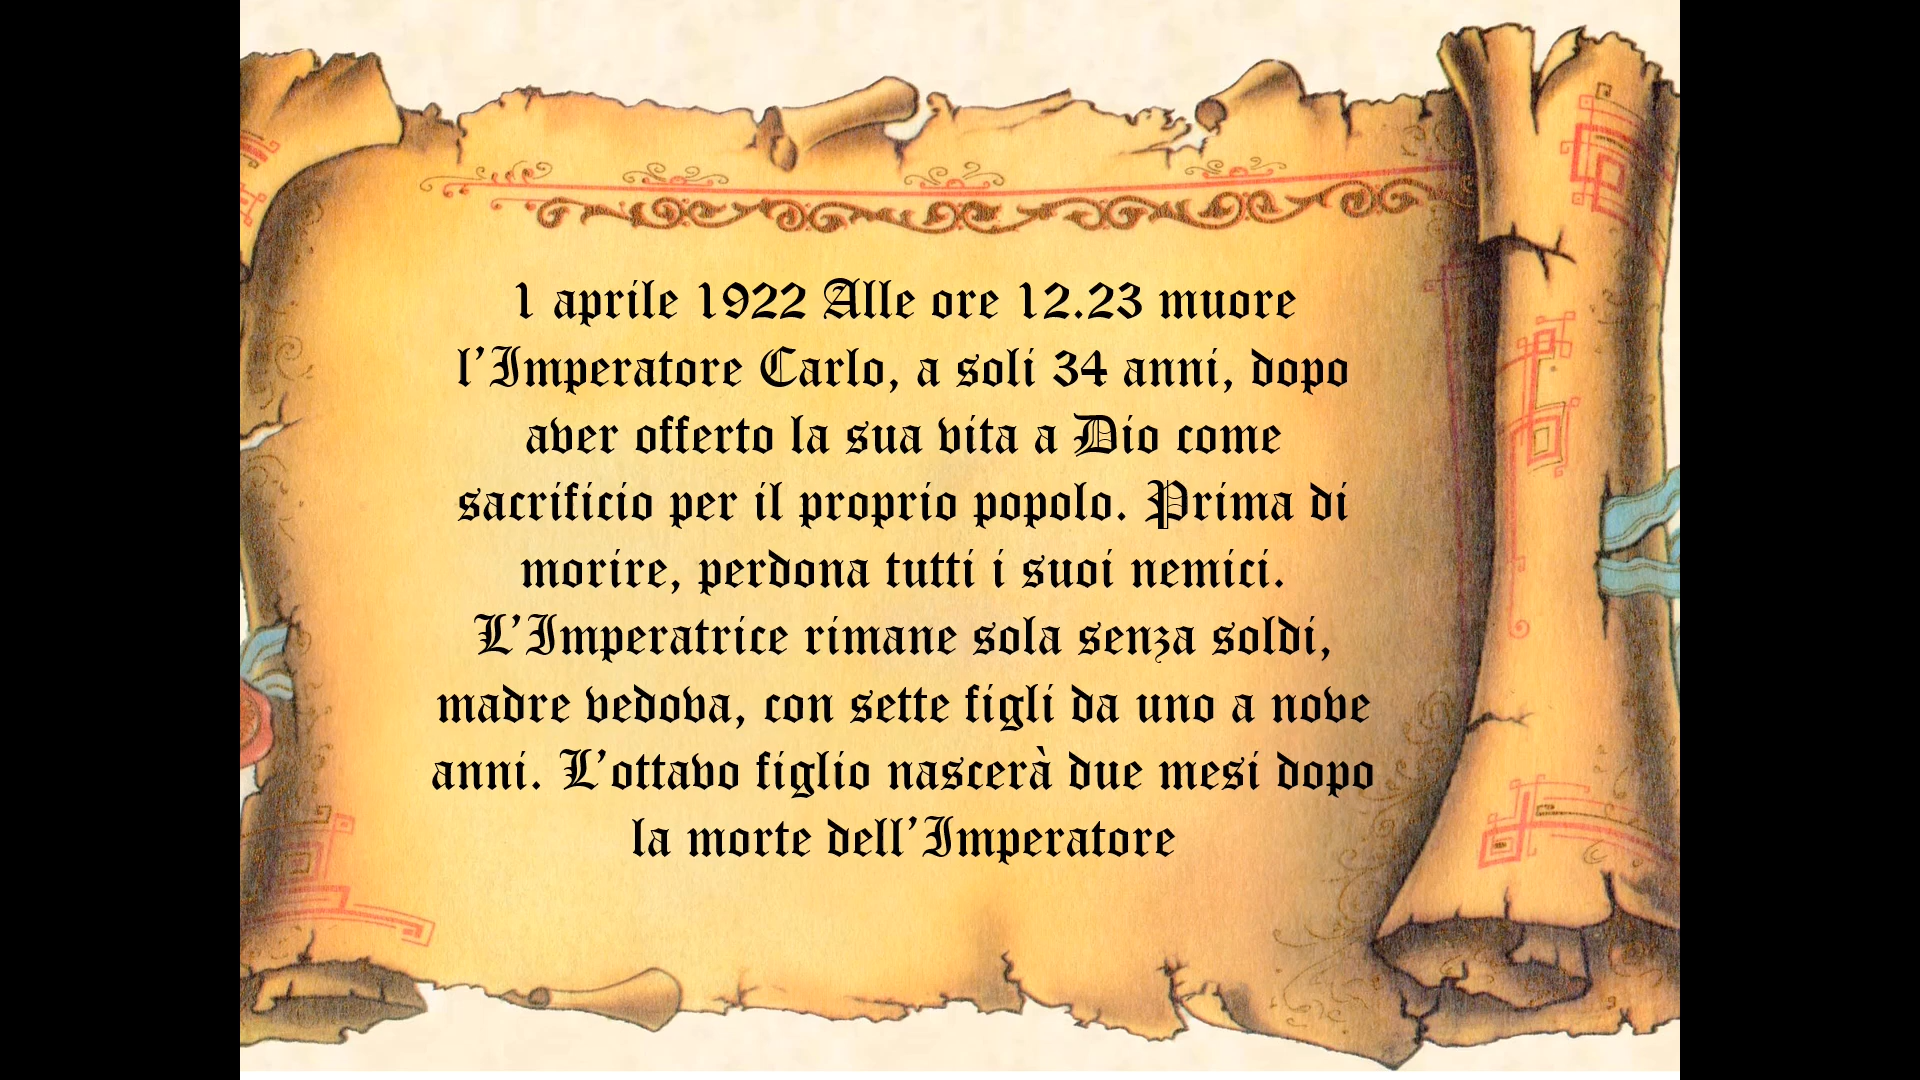 1 aprile 1922 Alle ore 12.23 muore
l'Imperatore Carlo, a soli 34 anni, dopo
aver offerto la sua vita a Dio come
sacrificio per il proprio popolo. Prima di
morire, perdona tutti i suoi nemici.
L'Imperatrice rimane sola senza soldi,
madre vedova, con sette figli da uno a nove
anni. L'ottavo figlio nascerà due mesi dopo
la morte dell'Imperatore